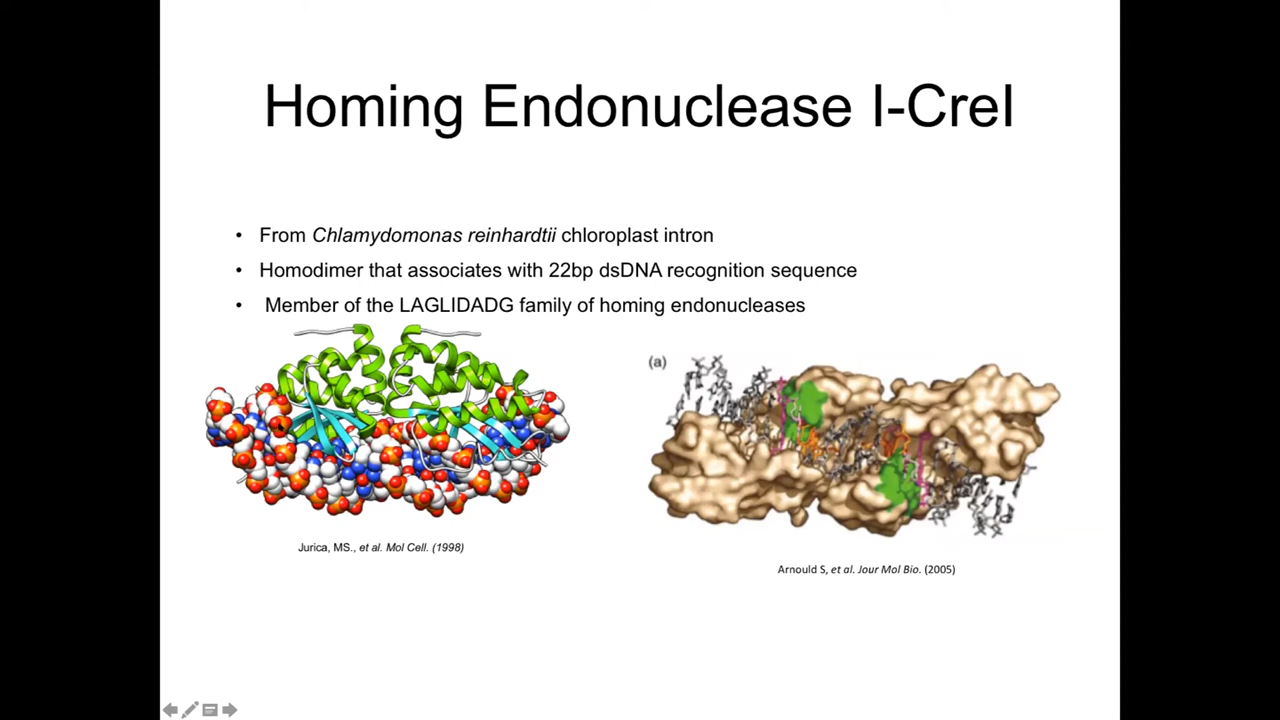 Homing Endonuclease I-CreI
• From Chlamydomonas reinhardtii chloroplast intron
• Homodimer that associates with 22bp dsDNA recognition sequence
• Member of the LAGLIDADG family of homing endonucleases
(a)
Jurica, MS., et al. Mol Cell. (1998)
Arnould S, et al. Jour Mol Bio. (2005)